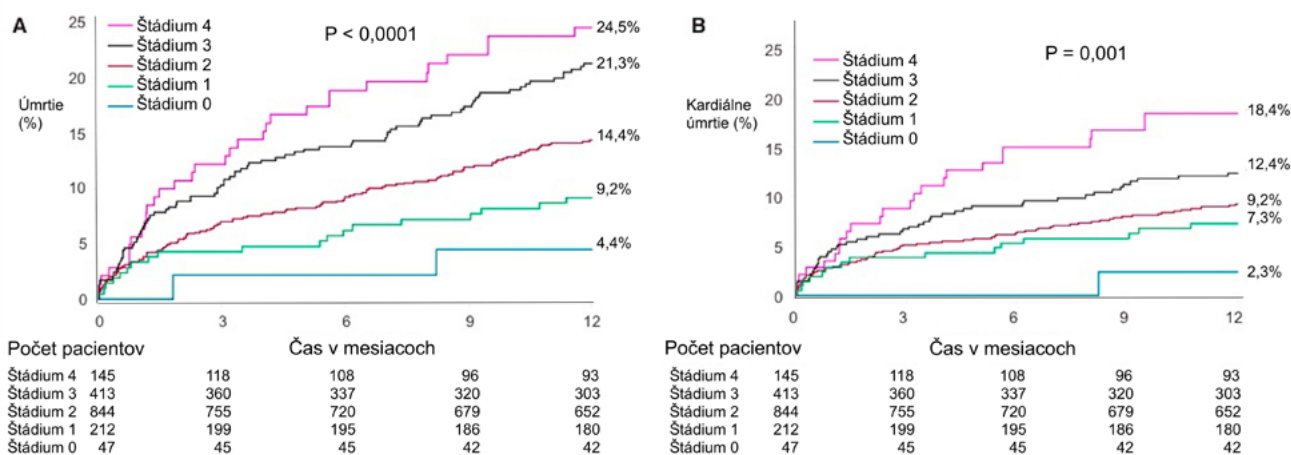 A
25
20
15
10
5
0
Úmrtie
(%)
Štádium 4
Štádium 3
Štádium 2
Štádium 1
Štádium 0
P < 0,0001
24,5%
21,3%
14,4%
9,2%
4,4%
0 3 6 9 12
Počet pacientov Čas v mesiacoch
Štádium 4 145 118 108 96 93
Štádium 3 413 360 337 320 303
Štádium 2 844 755 720 679 652
Štádium 1 212 199 195 186 180
Štádium 0 47 45 45 42 42
B
25
20
15
10
5
0
Kardiálne
úmrtie (%)
Štádium 4
Štádium 3
Štádium 2
Štádium 1
Štádium 0
P = 0,001
18,4%
12,4%
9,2%
7,3%
2,3%
0 3 6 9 12
Počet pacientov Čas v mesiacoch
Štádium 4 145 118 108 96 93
Štádium 3 413 360 337 320 303
Štádium 2 844 755 720 679 652
Štádium 1 212 199 195 186 180
Štádium 0 47 45 45 42 42